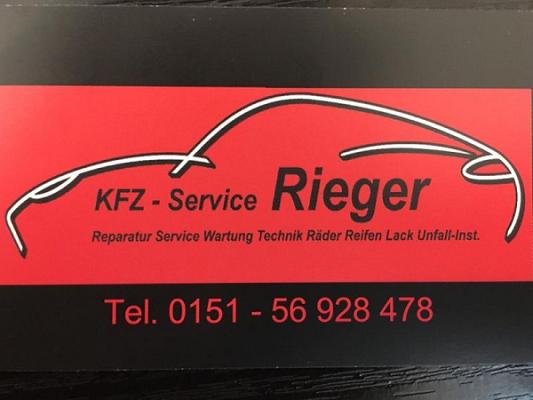 KFZ - Service Rieger
Reparatur Service Wartung Technik Räder Reifen Lack Unfall-Inst.
Tel. 0151 - 56 928 478